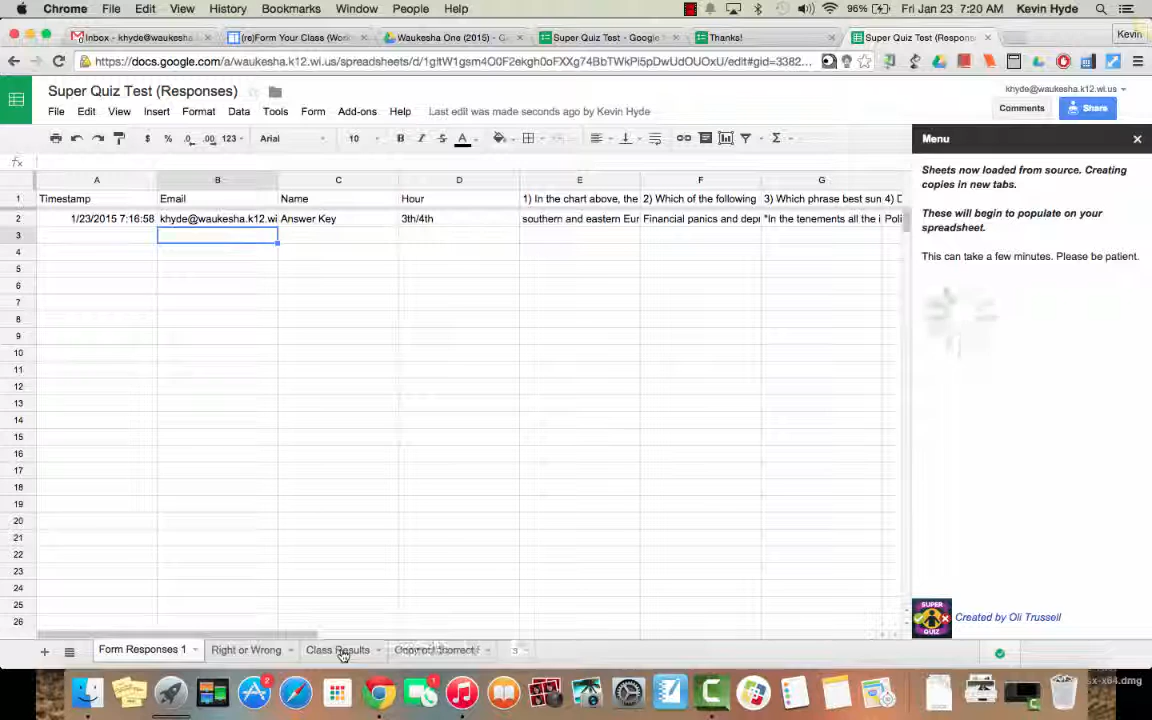 Chrome File Edit View History Bookmarks Window People Help 96% Fri Jan 23 7:20 AM Kevin Hyde
Inbox - khyde@waukesha. (re)Form Your Class (Work Waukesha One (2015) - G Super Quiz Test - Google Thanks! Super Quiz Test (Respons Kevin
https://docs.google.com/a/waukesha.k12.wi.us/spreadsheets/d/
Super Quiz Test (Responses) khyde@waukesha.k12.wi.us
File Edit View Insert Format Data Tools Form Add-ons Help Last edit was made seconds ago by Kevin Hyde Comments Share
$ % .0 .00 123 Arial 10 B I S A Menu
fx
Sheets now loaded from source. Creating
copies in new tabs.
These will begin to populate on your
spreadsheet.
This can take a few minutes. Please be patient.
A B C D E F G
1 Timestamp Email Name Hour 1) In the chart above, the 2) Which of the following 3) Which phrase best sun 4) D
2 1/23/2015 7:16:58 khyde@waukesha.k12.wi Answer Key 3th/4th southern and eastern Eur Financial panics and depr "In the tenements all the i Poli
3
4
5
6
7
8
9
10
11
12
13
14
15
16
17
18
19
20
21
22
23
24
25
26
SUPER
QUIZ
Created by Oli Trussell
Form Responses 1 Right or Wrong Class Results 3
2 1
sx-x64.dmg